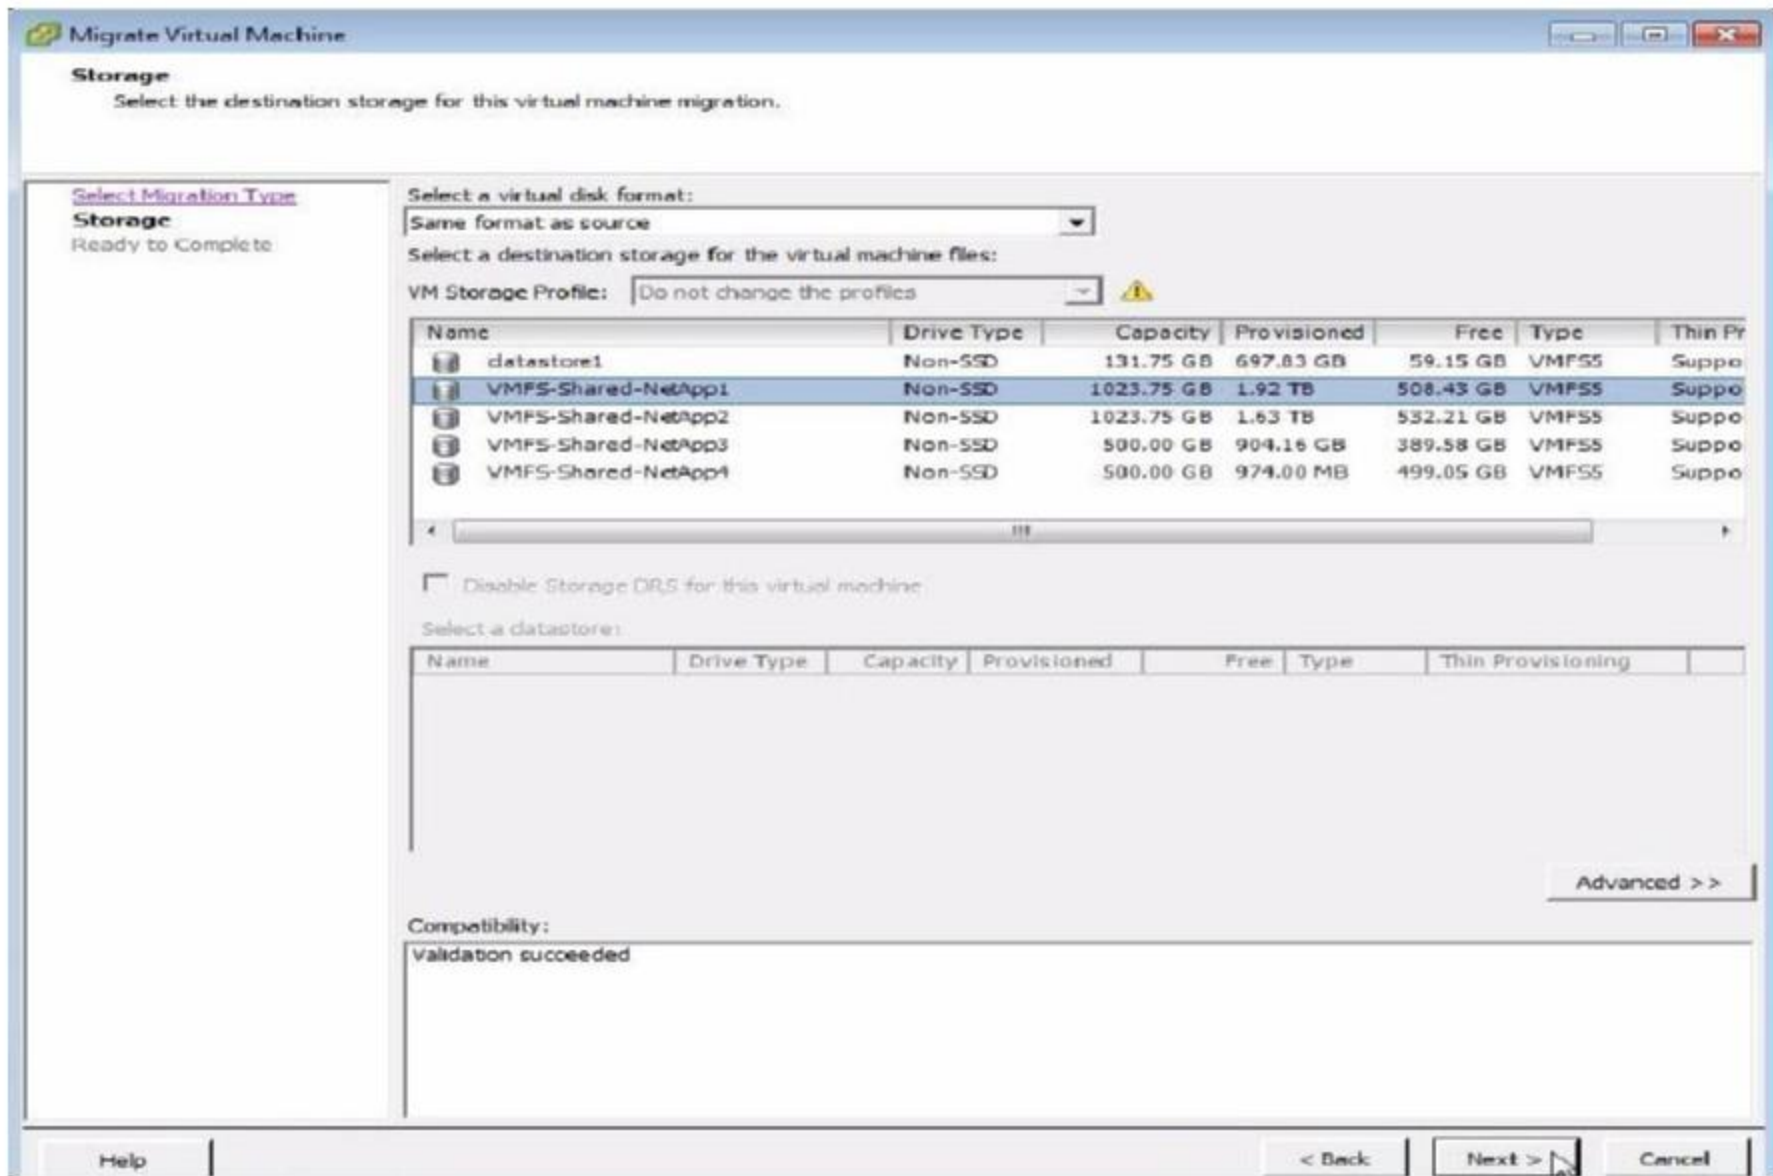 Migrate Virtual Machine
Storage
Select the destination storage for this virtual machine migration.
Select Migration Type
Storage
Ready to Complete
Select a virtual disk format:
Same format as source
Select a destination storage for the virtual machine files:
VM Storage Profile: Do not change the profiles
Name Drive Type Capacity Provisioned Free Type Thin Pr
datastore1 Non-SSD 131.75 GB 697.83 GB 59.15 GB VMFS5 Suppo
VMFS-Shared-NetApp1 Non-SSD 1023.75 GB 1.92 TB 508.43 GB VMFS5 Suppo
VMFS-Shared-NetApp2 Non-SSD 1023.75 GB 1.63 TB 532.21 GB VMFS5 Suppo
VMFS-Shared-NetApp3 Non-SSD 500.00 GB 904.16 GB 389.58 GB VMFS5 Suppo
VMFS-Shared-NetApp4 Non-SSD 500.00 GB 974.00 MB 499.05 GB VMFS5 Suppo
Disable Storage DRS for this virtual machine
Select a datastore:
Name Drive Type Capacity Provisioned Free Type Thin Provisioning
Advanced >>
Compatibility:
Validation succeeded
Help < Back Next > Cancel